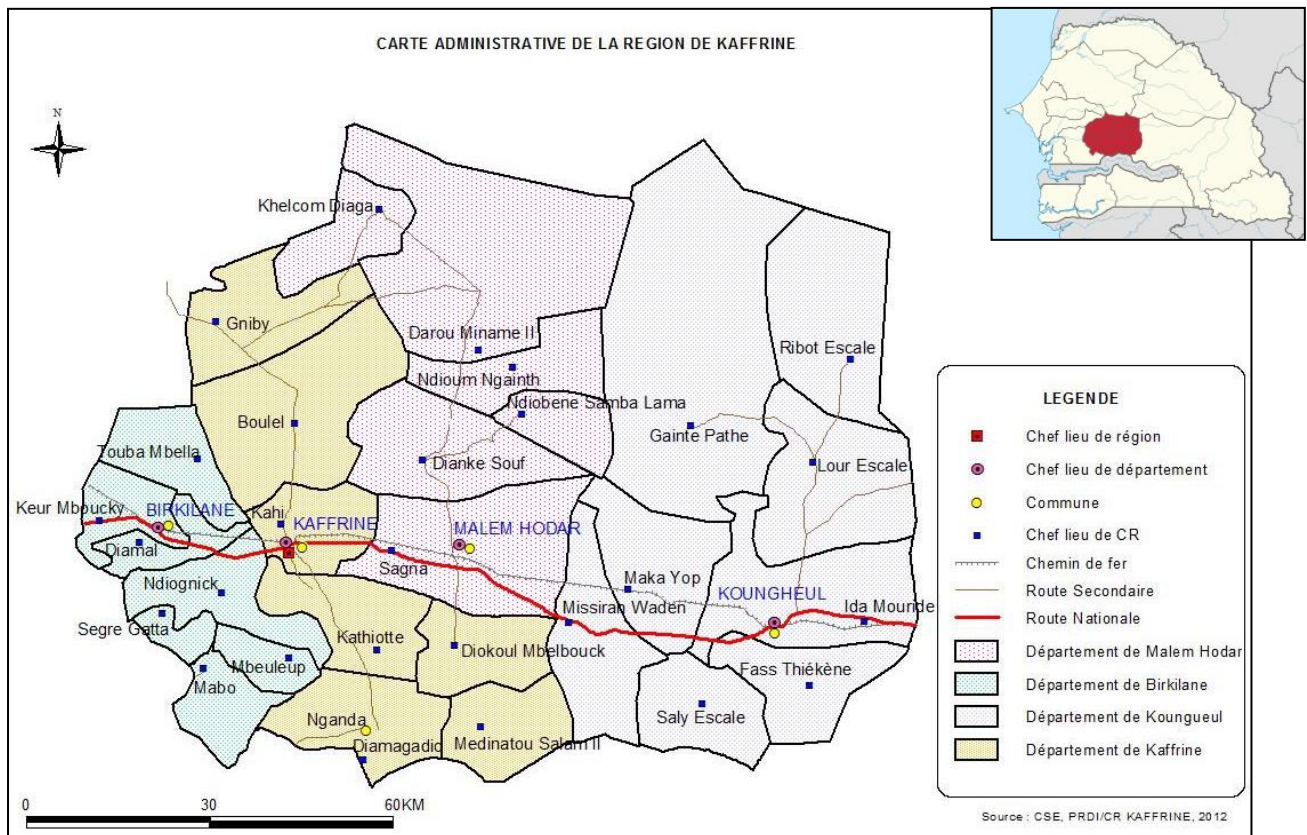 CARTE ADMINISTRATIVE DE LA REGION DE KAFFRINE
N
Khelcom Diaga
Gniby
Darou Miname II
Ribot Escale
Ndioum Ngainth
Ndiobene Samba Lama
Gainte Pathe
Boulel
Touba Mbella
Dianke Souf
Lour Escale
Keur Mboucky
BIRKILANE
Kahi
KAFFRINE
MALEM HODAR
Diamal
Sagna
Maka Yop
KOUNGHEUL
Ndiognick
Missirah Waden
Ida Mouride
Segre Gatta
Kathiotte
Diokoul Mbelbouck
Mbeuleup
Fass Thiékène
Mabo
Saly Escale
Nganda
Diamagadio
Medinatou Salam II
LEGENDE
Chef lieu de région
Chef lieu de département
Commune
Chef lieu de CR
Chemin de fer
Route Secondaire
Route Nationale
Département de Malem Hodar
Département de Birkilane
Département de Koungueul
Département de Kaffrine
0 30 60KM
Source : CSE, PRDI/CR KAFFRINE, 2012